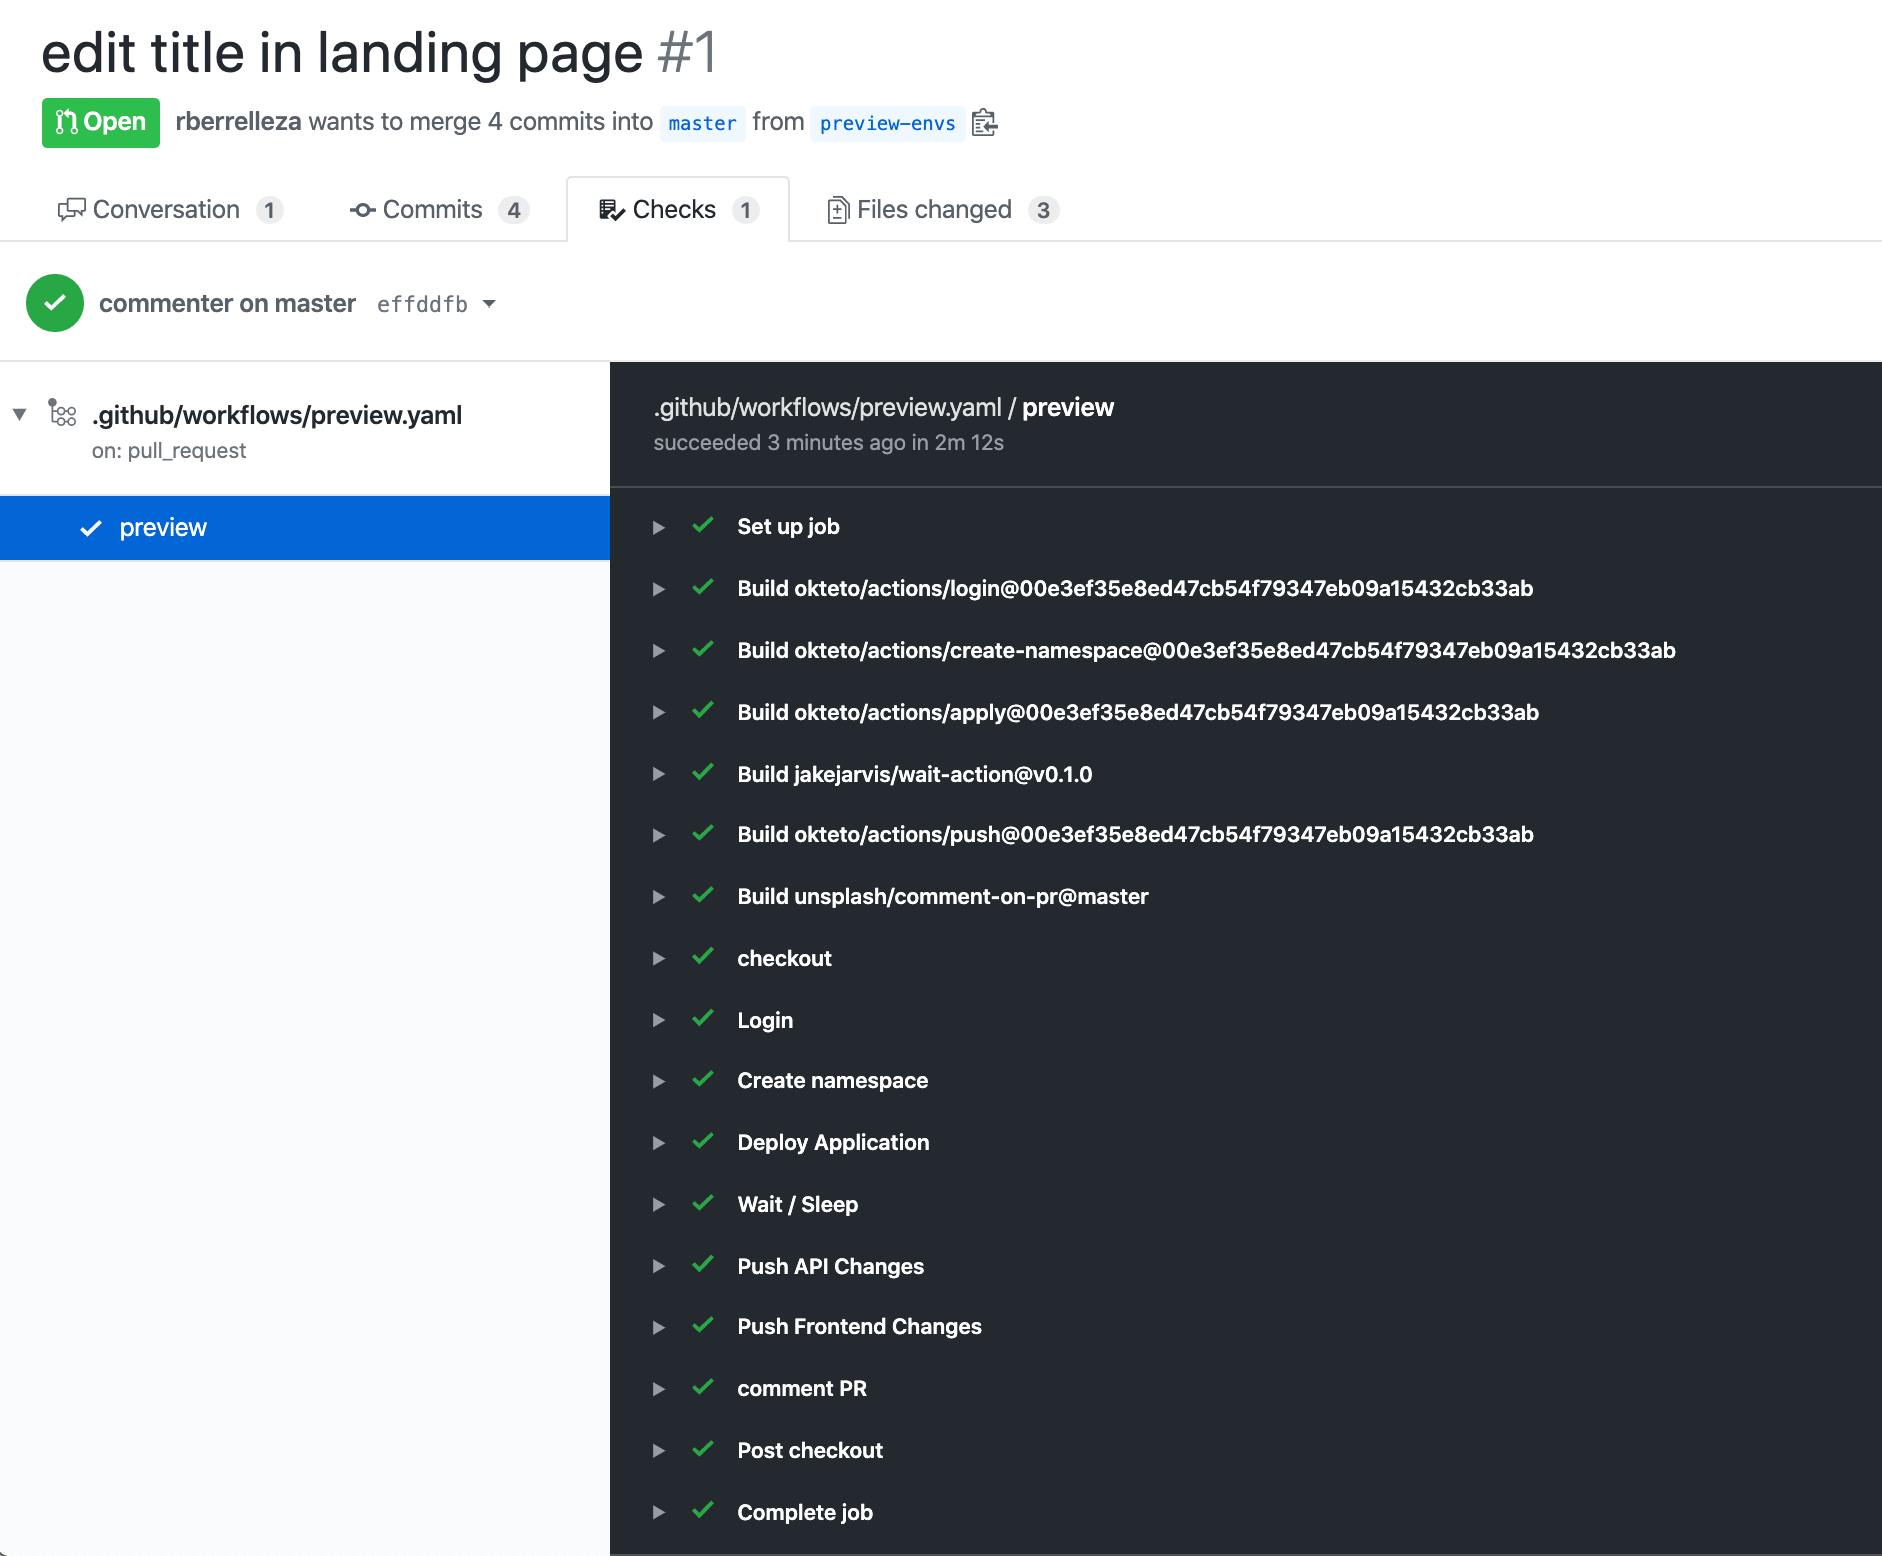 edit title in landing page #1
Open rberrelleza wants to merge 4 commits into master from preview-envs
Conversation 1 Commits 4 Checks 1 Files changed 3
commenter on master effddfb
.github/workflows/preview.yaml
on: pull_request
preview
.github/workflows/preview.yaml / preview
succeeded 3 minutes ago in 2m 12s
Set up job
Build okteto/actions/login@00e3ef35e8ed47cb54f79347eb09a15432cb33ab
Build okteto/actions/create-namespace@00e3ef35e8ed47cb54f79347eb09a15432cb33ab
Build okteto/actions/apply@00e3ef35e8ed47cb54f79347eb09a15432cb33ab
Build jakejarvis/wait-action@v0.1.0
Build okteto/actions/push@00e3ef35e8ed47cb54f79347eb09a15432cb33ab
Build unsplash/comment-on-pr@master
checkout
Login
Create namespace
Deploy Application
Wait / Sleep
Push API Changes
Push Frontend Changes
comment PR
Post checkout
Complete job